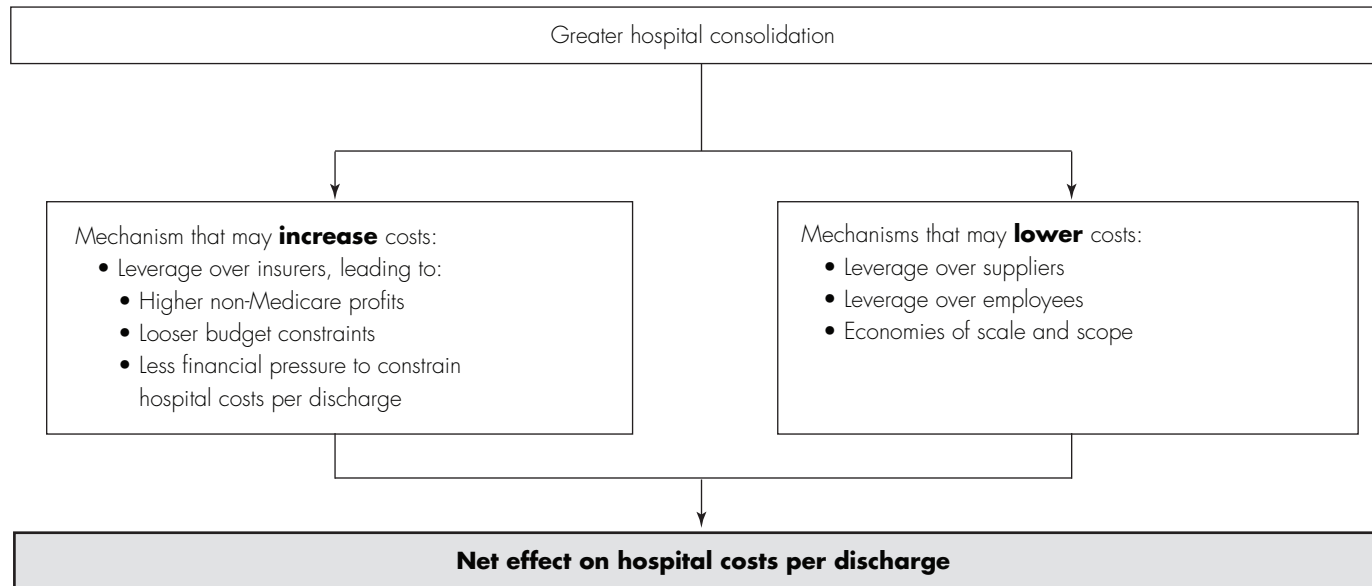 Greater hospital consolidation
Mechanism that may increase costs:
• Leverage over insurers, leading to:
• Higher non-Medicare profits
• Looser budget constraints
• Less financial pressure to constrain
hospital costs per discharge
Mechanisms that may lower costs:
• Leverage over suppliers
• Leverage over employees
• Economies of scale and scope
Net effect on hospital costs per discharge